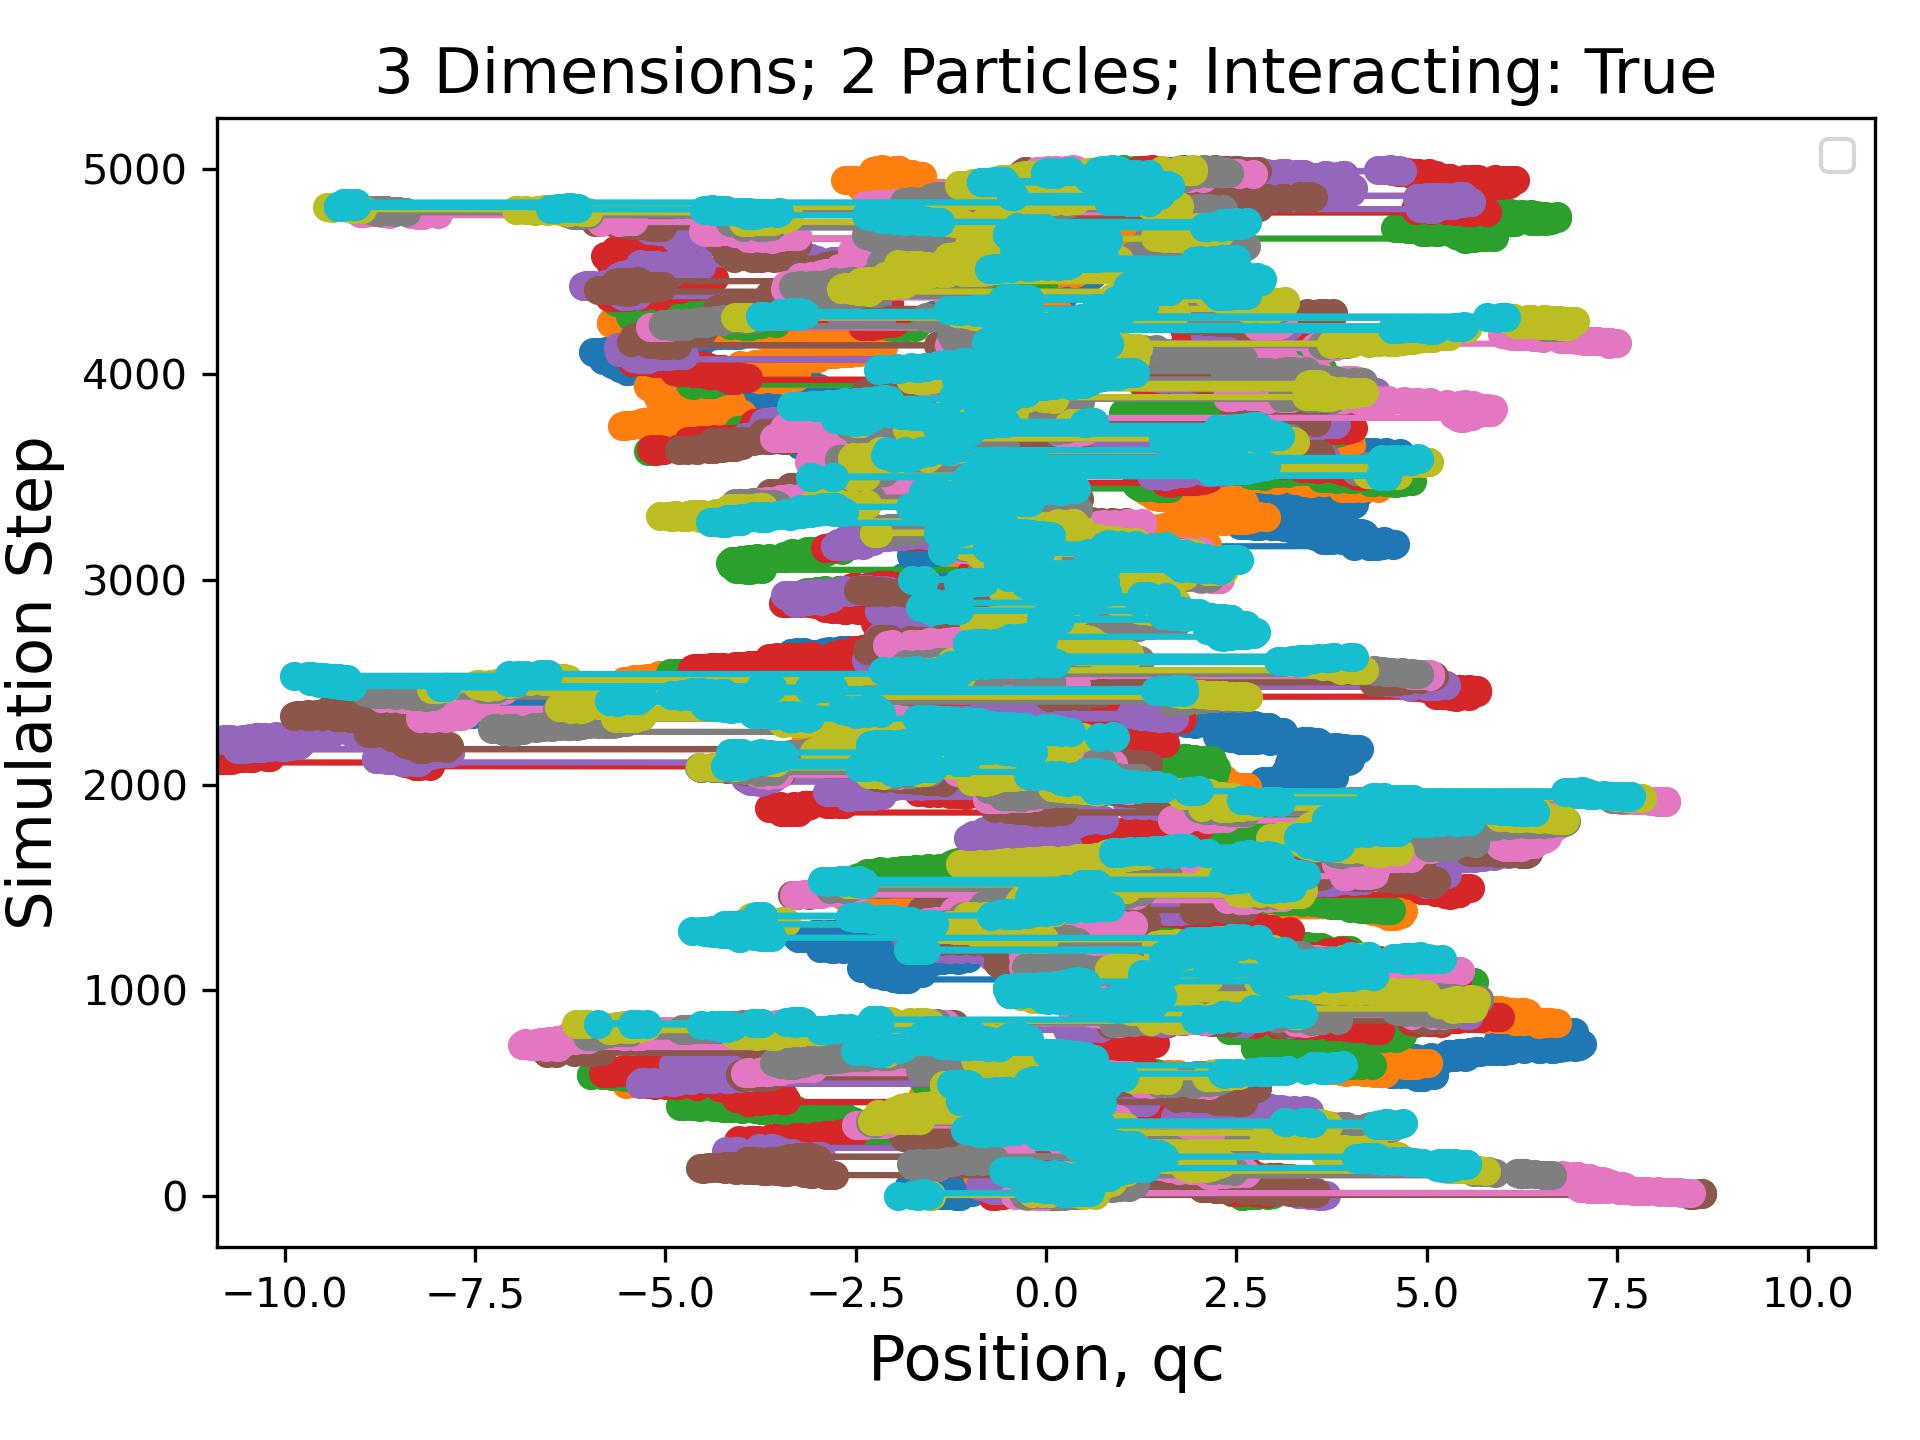 3 Dimensions; 2 Particles; Interacting: True
5000
4000
3000
2000
1000
0
Simulation Step
−10.0 −7.5 −5.0 −2.5 0.0 2.5 5.0 7.5 10.0
Position, qc